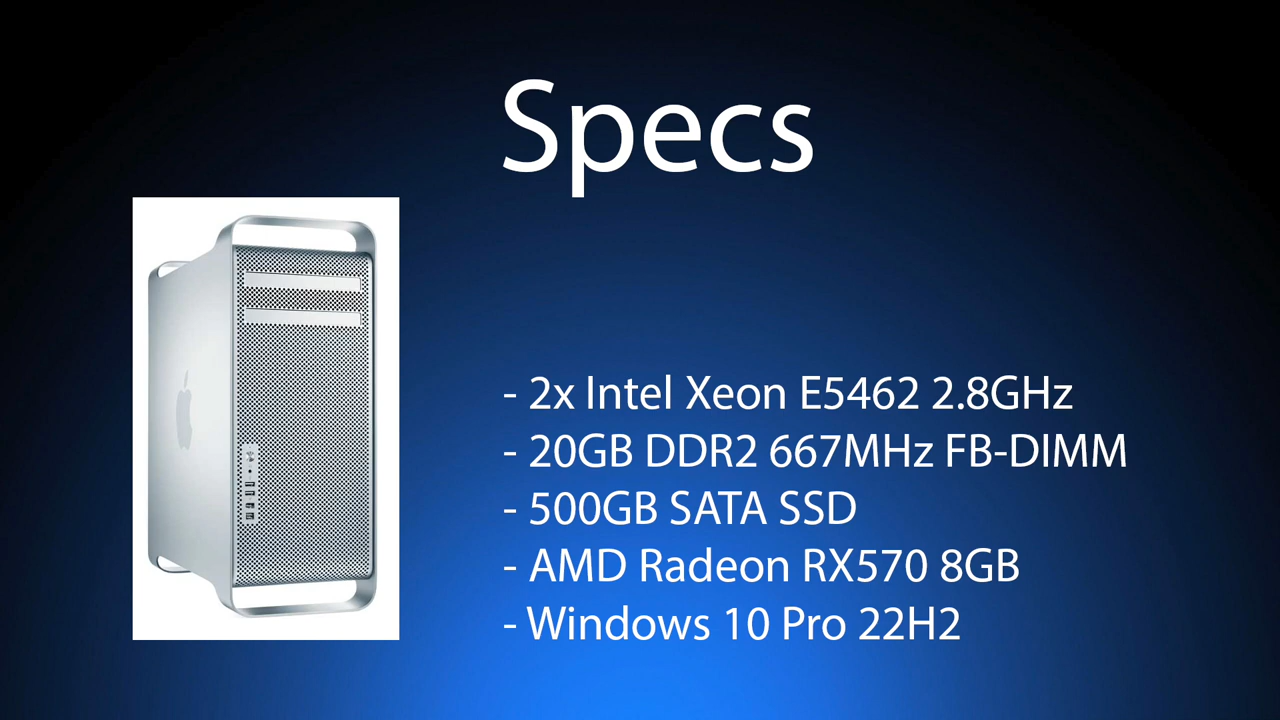 Specs
- 2x Intel Xeon E5462 2.8GHz
- 20GB DDR2 667MHz FB-DIMM
- 500GB SATA SSD
- AMD Radeon RX570 8GB
- Windows 10 Pro 22H2